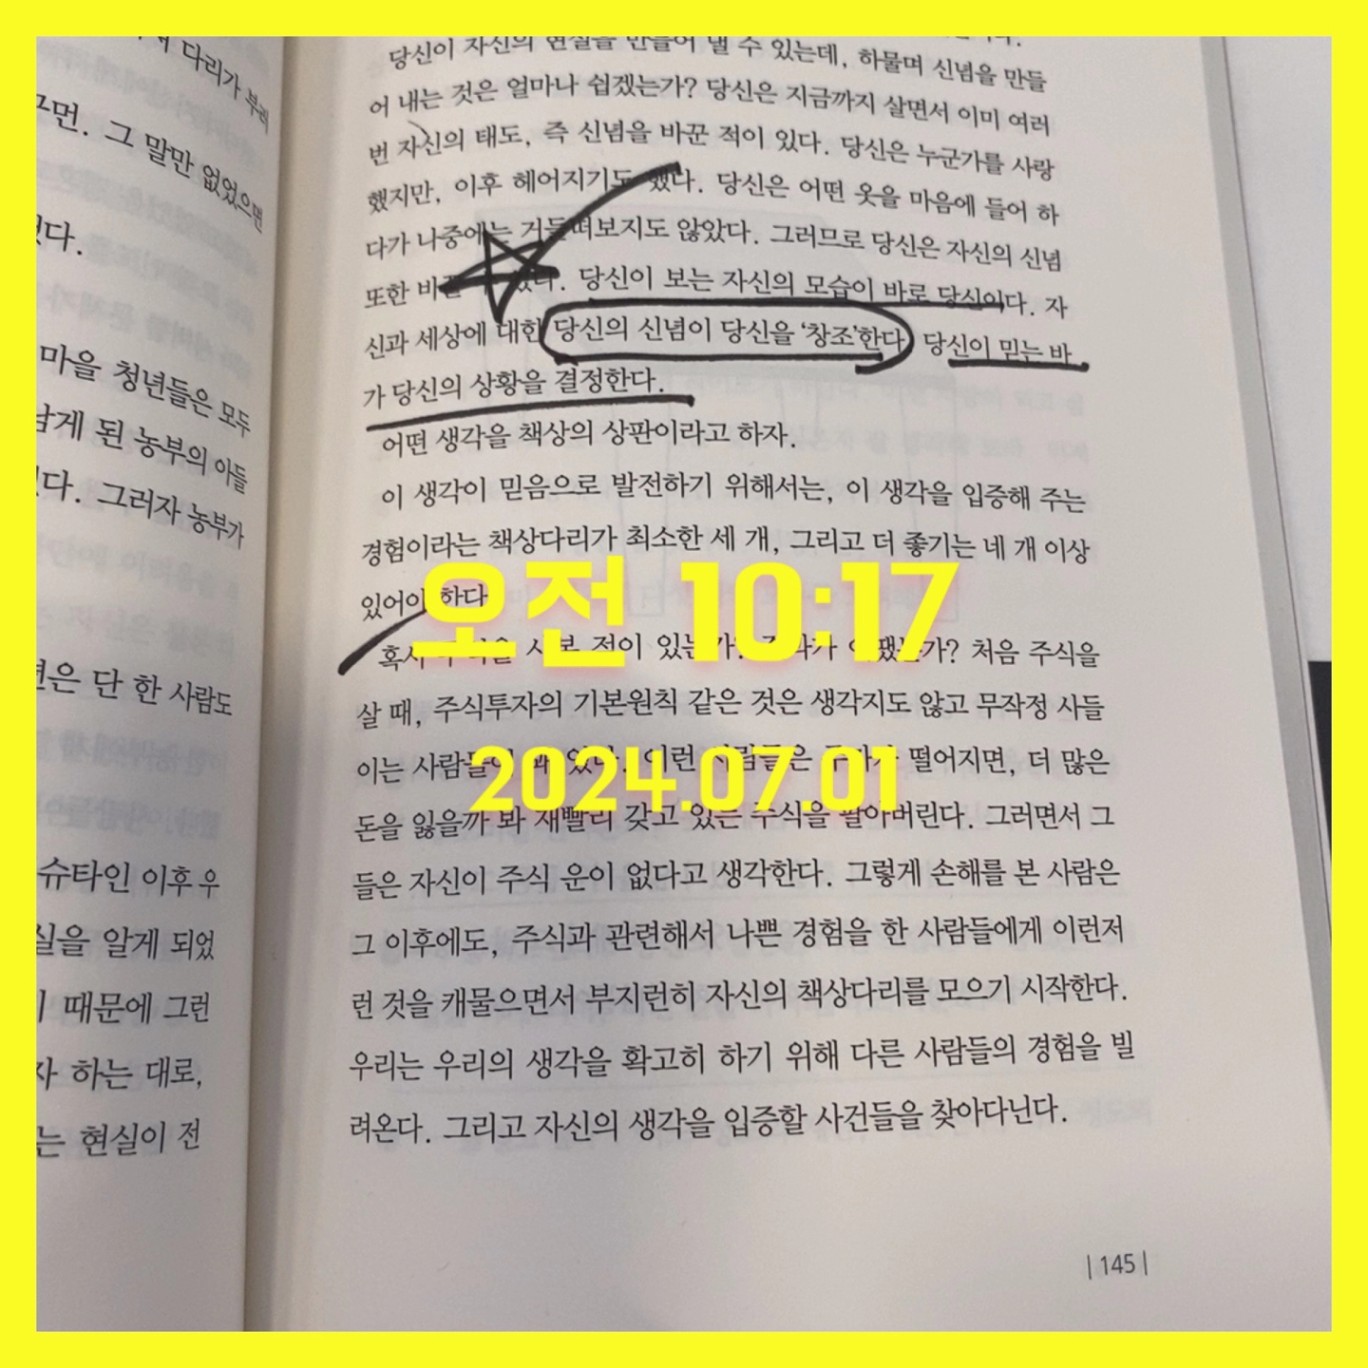 다리가 부러
그 말만 없었으면
마을 청년들은 모두
된 농부의 아들
그러자 농부가
단 한 사람도
슈타인 이후 우
알게 되었
때문에 그런
하는 대로,
는 현실이 전
당신이 자신의 현실을 만들어 낼 수 있는데, 하물며 신념을 만들
어 내는 것은 얼마나 쉽겠는가? 당신은 지금까지 살면서 이미 여러
번 자신의 태도, 즉 신념을 바꾼 적이 있다. 당신은 누군가를 사랑
했지만, 이후 헤어지기도 했다. 당신은 어떤 옷을 마음에 들어 하
다가 나중에는 거들떠보지도 않았다. 그러므로 당신은 자신의 신념
또한 당신이 보는 자신의 모습이 바로 당신이다. 자
신과 세상에 대한 당신의 신념이 당신을 ‘창조’한다 당신이 믿는 바
가 당신의 상황을 결정한다.
어떤 생각을 책상의 상판이라고 하자.
이 생각이 믿음으로 발전하기 위해서는, 이 생각을 입증해 주는
경험이라는 책상다리가 최소한 세 개, 그리고 더 좋기는 네 개 이상
있어야 한다
오전 10:17
혹시 적이 있는가? 처음 주식을
살 때, 주식투자의 기본원칙 같은 것은 생각지도 않고 무작정 사들
이는 이런 사람들은 떨어지면, 더 많은
2024.07.01
돈을 잃을까 봐 재빨리 갖고 있는 주식을 팔아버린다. 그러면서 그
들은 자신이 주식 운이 없다고 생각한다. 그렇게 손해를 본 사람은
그 이후에도, 주식과 관련해서 나쁜 경험을 한 사람들에게 이런저
런 것을 캐물으면서 부지런히 자신의 책상다리를 모으기 시작한다.
우리는 우리의 생각을 확고히 하기 위해 다른 사람들의 경험을 빌
려온다. 그리고 자신의 생각을 입증할 사건들을 찾아다닌다.
| 145 |